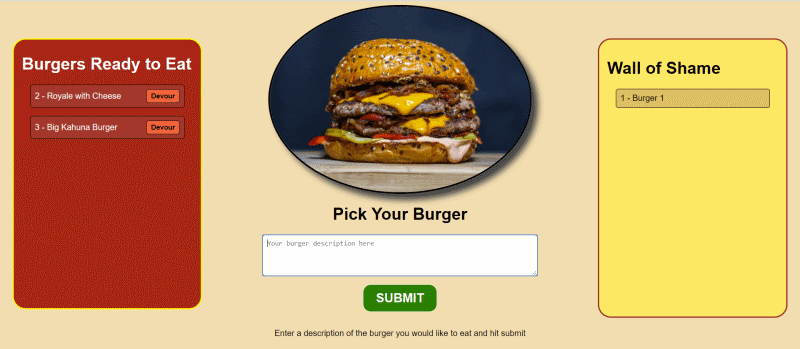 Burgers Ready to Eat
2 - Royale with Cheese Devour
3 - Big Kahuna Burger Devour
Pick Your Burger
Your burger description here
SUBMIT
Enter a description of the burger you would like to eat and hit submit
Wall of Shame
1 - Burger 1